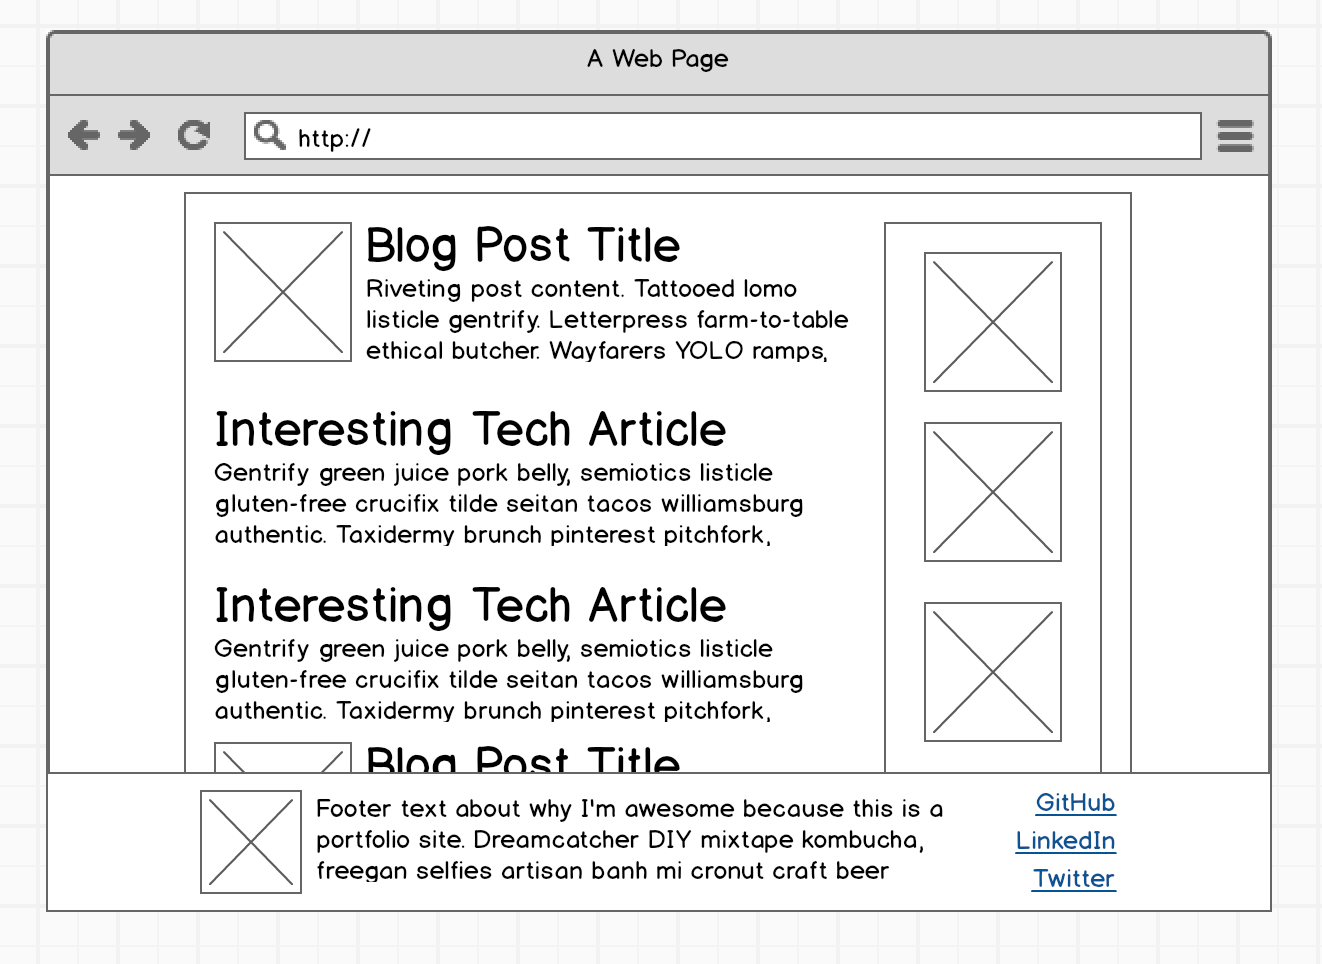 A Web Page
http://
Blog Post Title
Riveting post content. Tattooed lomo
listicle gentrify. Letterpress farm-to-table
ethical butcher. Wayfarers YOLO ramps,
Interesting Tech Article
Gentrify green juice pork belly, semiotics listicle
gluten-free crucifix tilde seitan tacos williamsburg
authentic. Taxidermy brunch pinterest pitchfork,
Interesting Tech Article
Gentrify green juice pork belly, semiotics listicle
gluten-free crucifix tilde seitan tacos williamsburg
authentic. Taxidermy brunch pinterest pitchfork,
Blog Post Title
Footer text about why I'm awesome because this is a
portfolio site. Dreamcatcher DIY mixtape kombucha,
freegan selfies artisan banh mi cronut craft beer
GitHub
LinkedIn
Twitter